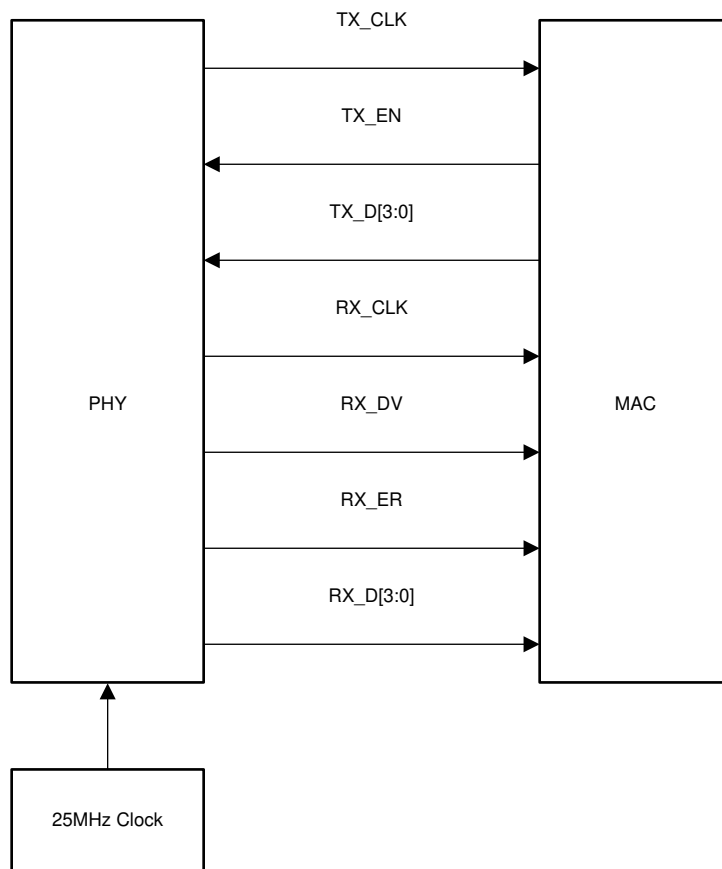 TX_CLK
TX_EN
TX_D[3:0]
RX_CLK
PHY
RX_DV
MAC
RX_ER
RX_D[3:0]
25MHz Clock